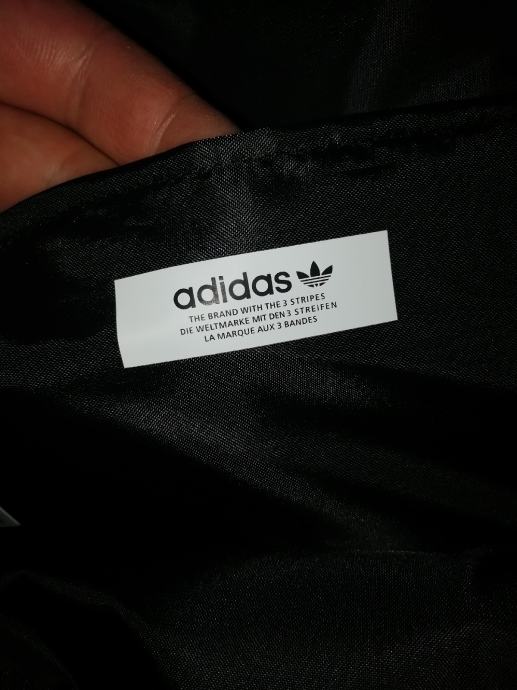 adidas
THE BRAND WITH THE 3 STRIPES
DIE WELTMARKE MIT DEN 3 STREIFEN
LA MARQUE AUX 3 BANDES